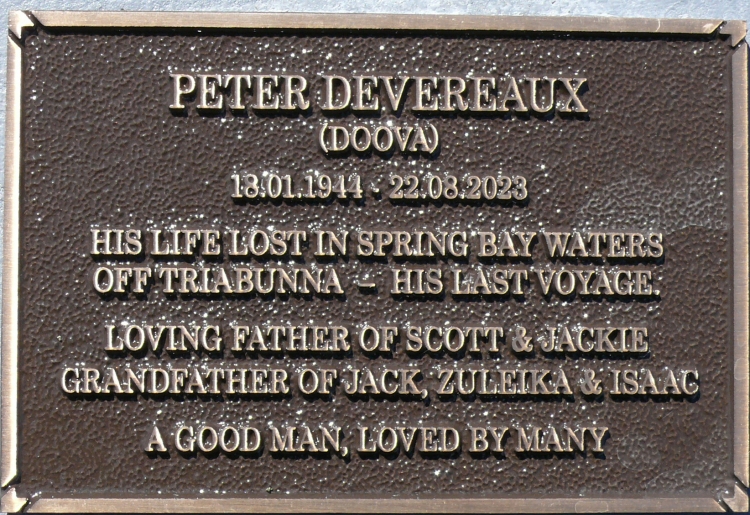 PETER DEVEREAUX
(DOOVA)
18.01.1944 - 22.08.2023
HIS LIFE LOST IN SPRING BAY WATERS
OFF TRIABUNNA – HIS LAST VOYAGE.
LOVING FATHER OF SCOTT & JACKIE
GRANDFATHER OF JACK, ZULEIKA & ISAAC
A GOOD MAN, LOVED BY MANY